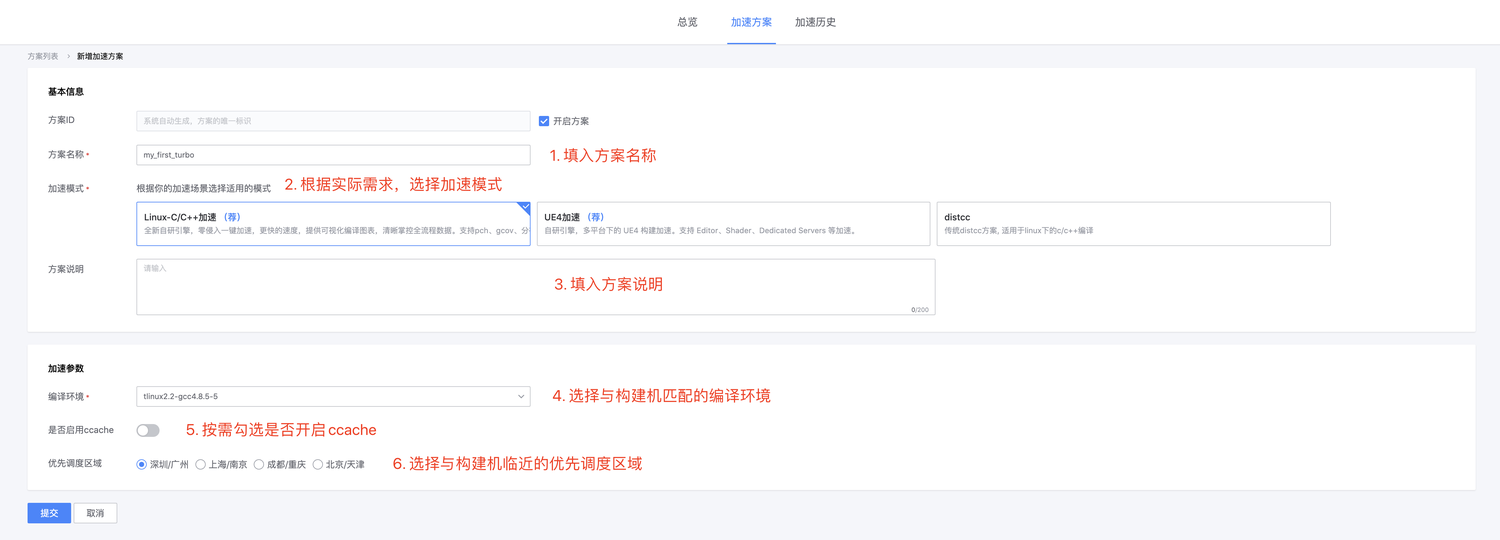 总览 加速方案 加速历史
方案列表 › 新增加速方案
基本信息
方案ID 系统自动生成，方案的唯一标识 开启方案
方案名称* my_first_turbo 1. 填入方案名称
加速模式* 根据你的加速场景选择适用的模式 2. 根据实际需求，选择加速模式
Linux-C/C++加速 （荐） UE4加速 （荐） distcc
全新自研引擎，零侵入一键加速，更快的速度，提供可视化编译图表，清晰掌控全流程数据。支持pch、gcov、分 自研引擎，多平台下的 UE4 构建加速。支持 Editor、Shader、Dedicated Servers 等加速。 传统distcc方案, 适用于linux下的c/c++编译
方案说明 请输入
3. 填入方案说明
0/200
加速参数
编译环境* tlinux2.2-gcc4.8.5-5 4. 选择与构建机匹配的编译环境
是否启用ccache 5. 按需勾选是否开启ccache
优先调度区域 深圳/广州 上海/南京 成都/重庆 北京/天津 6. 选择与构建机临近的优先调度区域
提交 取消